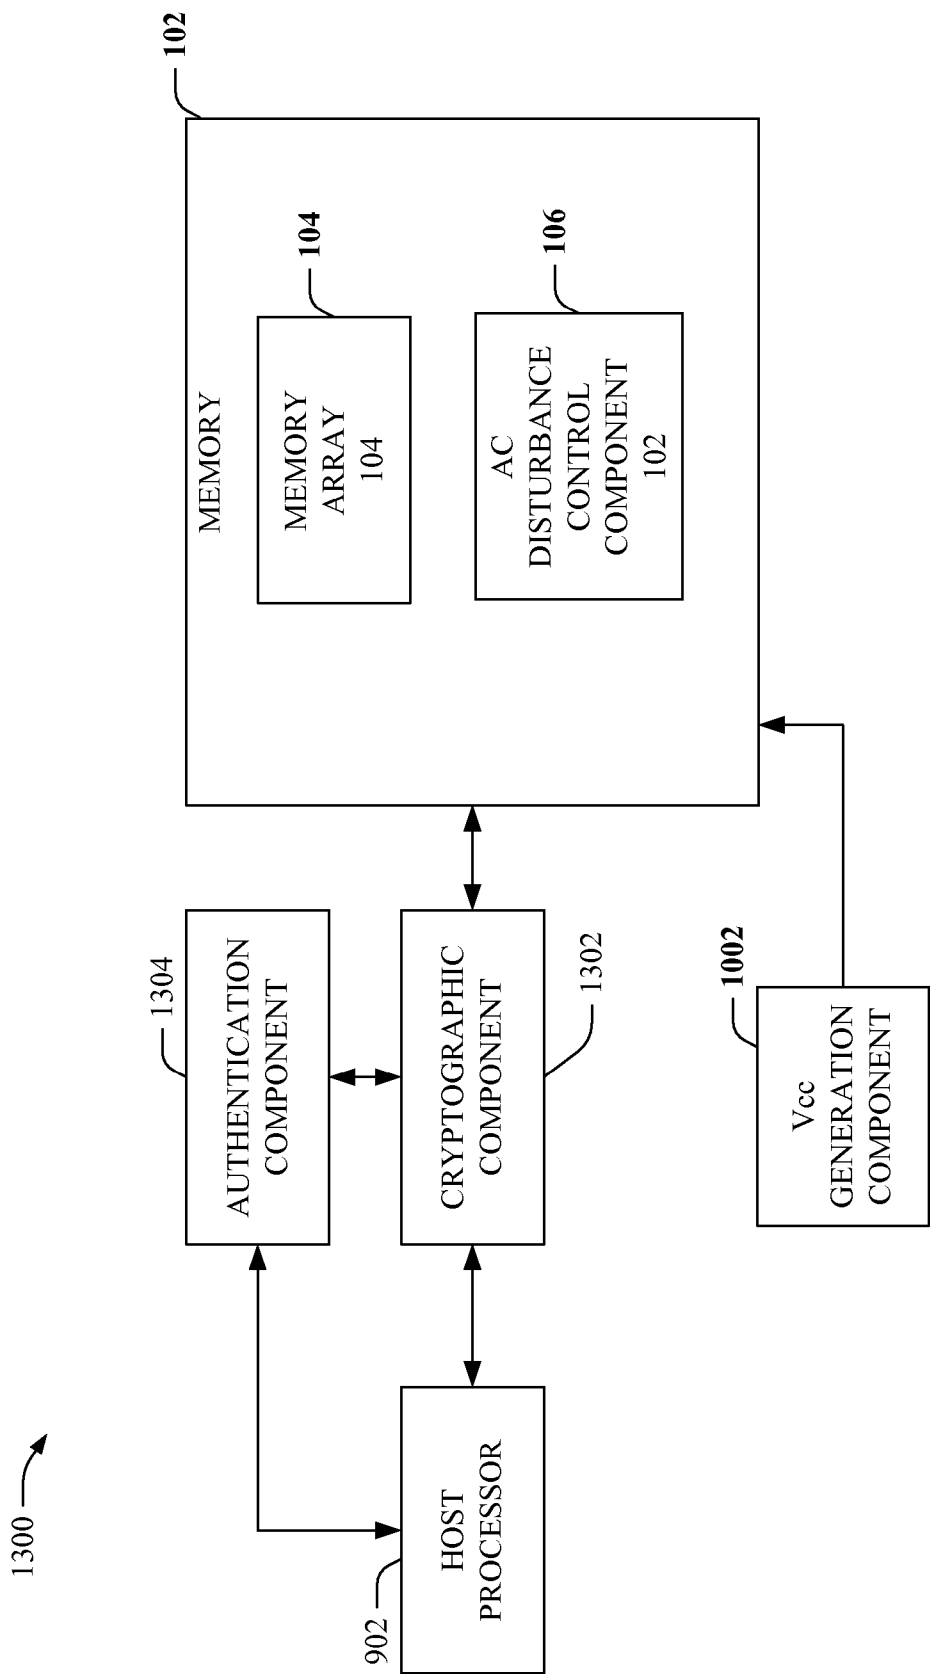 1300
902
HOST
PROCESSOR
1304
AUTHENTICATION
COMPONENT
CRYPTOGRAPHIC
COMPONENT
1302
1002
Vcc
GENERATION
COMPONENT
102
MEMORY
104
MEMORY
ARRAY
104
106
AC
DISTURBANCE
CONTROL
COMPONENT
102